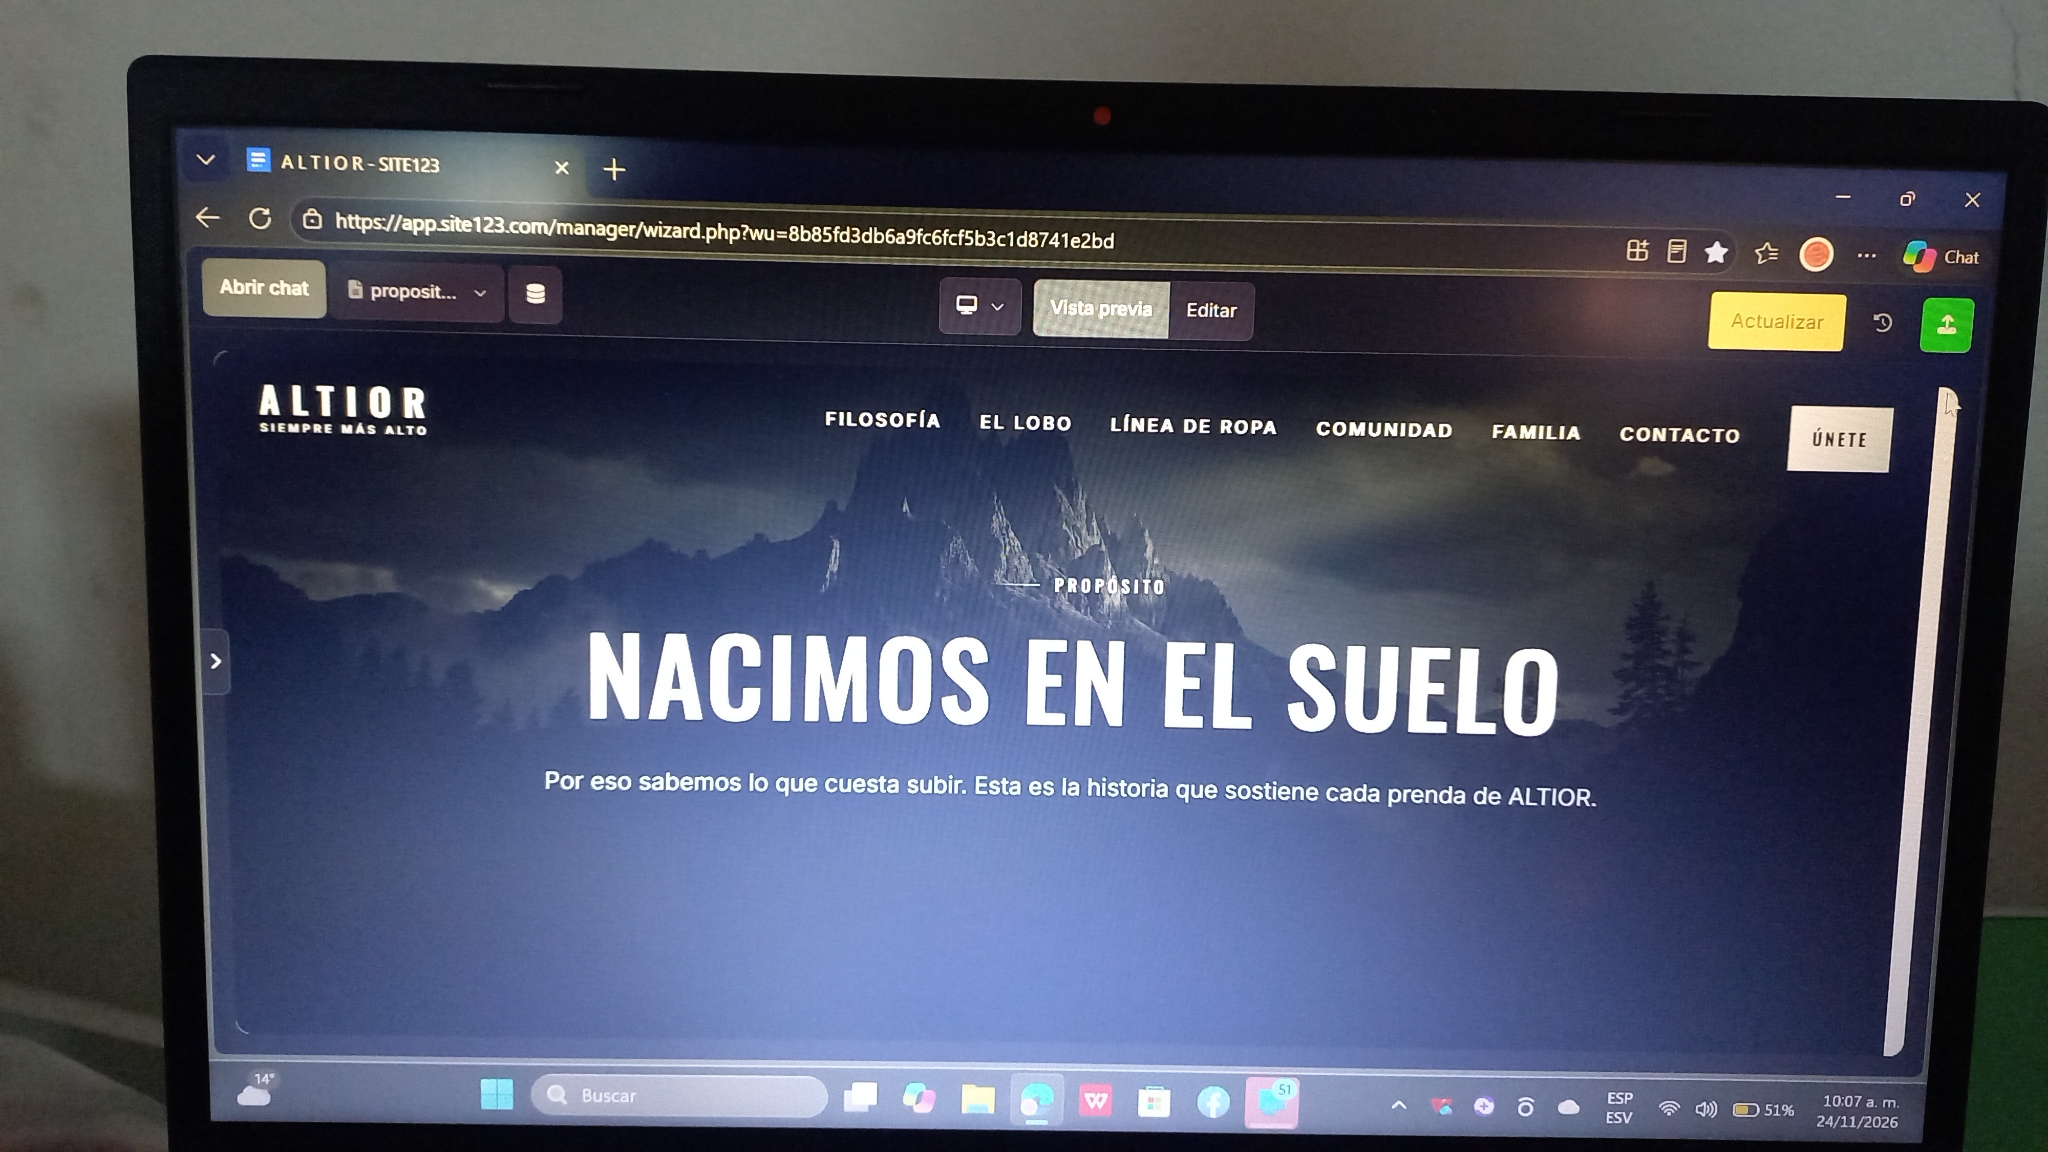 ALTIOR - SITE123
https://app.site123.com/manager/wizard.php?wu=8b85fd3db6a9fc6fcf5b3c1d8741e2bd
Chat
Abrir chat
proposit...
Vista previa
Editar
Actualizar
ALTIOR
SIEMPRE MÁS ALTO
FILOSOFÍA
EL LOBO
LÍNEA DE ROPA
COMUNIDAD
FAMILIA
CONTACTO
ÚNETE
PROPÓSITO
NACIMOS EN EL SUELO
Por eso sabemos lo que cuesta subir. Esta es la historia que sostiene cada prenda de ALTIOR.
14°
Buscar
51
ESP
ESV
51%
10:07 a. m.
24/11/2026